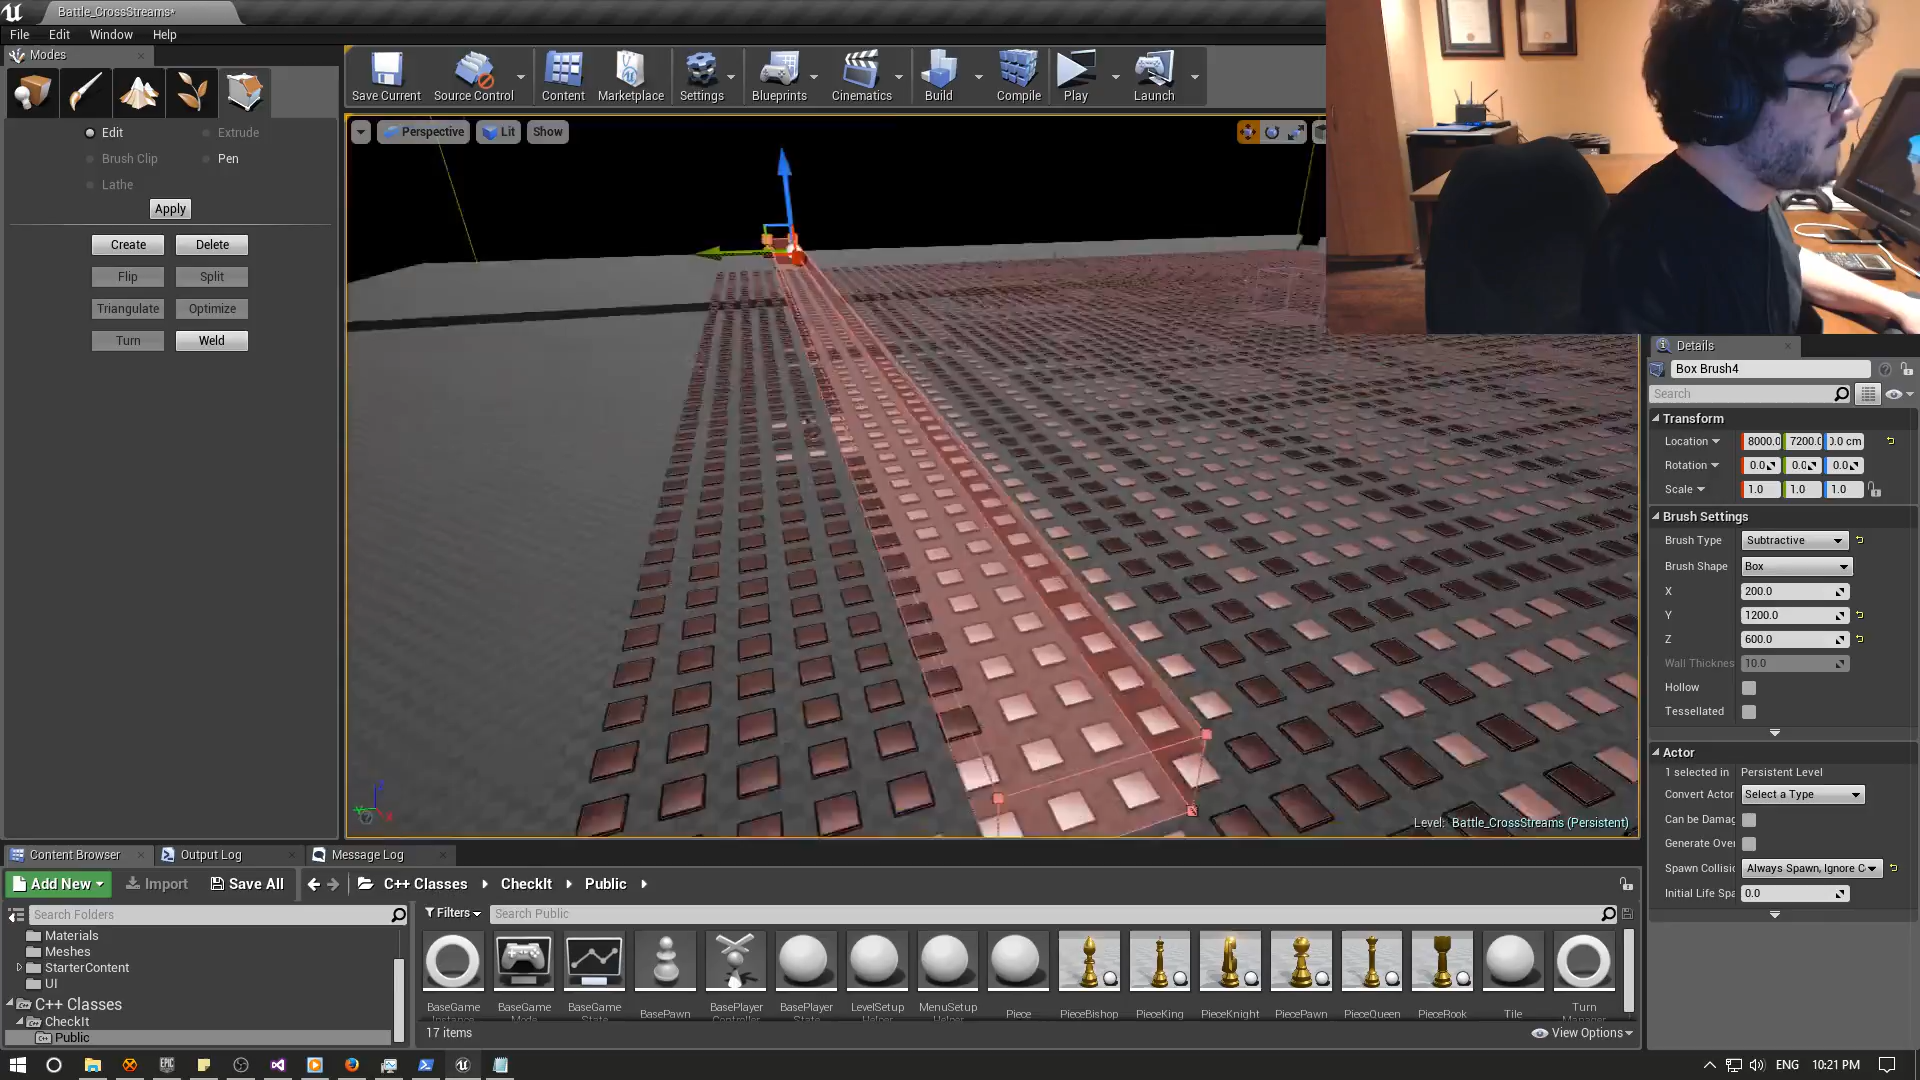 Battle_CrossStreams*
File Edit Window Help
Modes
Save Current Source Control Content Marketplace Settings Blueprints Cinematics Build Compile Play Launch
Perspective Lit Show
Edit Extrude
Brush Clip Pen
Lathe
Apply
Create Delete
Flip Split
Triangulate Optimize
Turn Weld
Details
Box Brush4
Search
Transform
Location 8000.0 7200.0 0.0 cm
Rotation 0.0 0.0 0.0
Scale 1.0 1.0 1.0
Brush Settings
Brush Type Subtractive
Brush Shape Box
X 200.0
Y 1200.0
Z 600.0
Wall Thicknes 10.0
Hollow
Tessellated
Actor
1 selected in Persistent Level
Convert Actor Select a Type
Can be Damag
Generate Over
Spawn Collisio Always Spawn, Ignore C
Initial Life Spa 0.0
Level: Battle_CrossStreams (Persistent)
Content Browser Output Log Message Log
Add New Import Save All C++ Classes CheckIt Public
Search Folders Filters Search Public
Materials
Meshes
StarterContent
UI
C++ Classes
CheckIt
Public
BaseGame Instance BaseGame Mode BaseGame State BasePawn BasePlayer Controller BasePlayer State LevelSetup Helper MenuSetup Helper Piece PieceBishop PieceKing PieceKnight PiecePawn PieceQueen PieceRook Tile Turn Manager
17 items View Options
ENG 10:21 PM